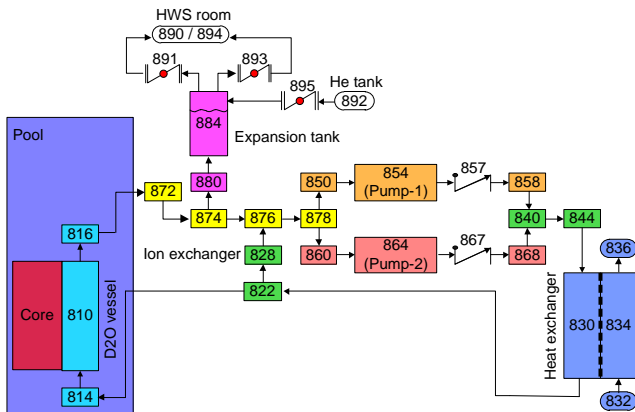 HWS room
890 / 894
891
893
895
He tank
892
884
Expansion tank
Pool
880
872
874
876
878
850
854
(Pump-1)
857
858
840
844
816
Ion exchanger
828
860
864
(Pump-2)
867
868
836
822
Core
810
D2O vessel
Heat exchanger
830
834
814
832